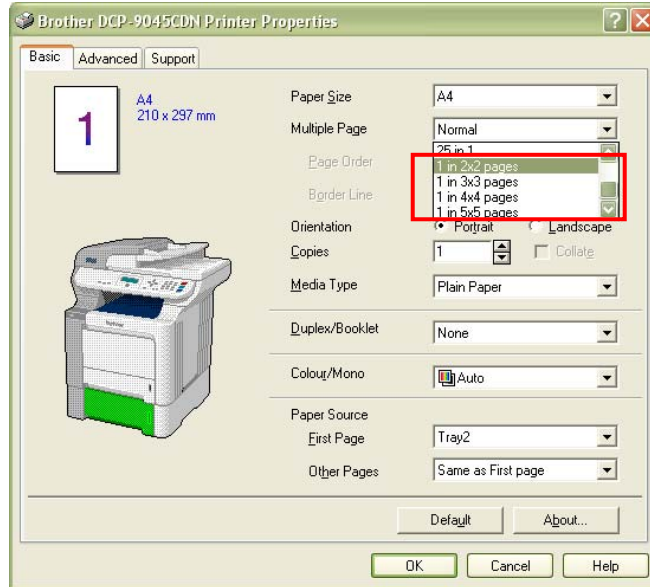 Brother DCP-9045CDN Printer Properties
Basic Advanced Support
1
A4
210 x 297 mm
Paper Size A4
Multiple Page Normal
25 in 1
Page Order
1 in 2x2 pages
1 in 3x3 pages
Border Line
1 in 4x4 pages
1 in 5x5 pages
Orientation Portrait Landscape
Copies 1 Collate
Media Type Plain Paper
Duplex/Booklet None
Colour/Mono Auto
Paper Source
First Page Tray2
Other Pages Same as First page
Default About...
OK Cancel Help